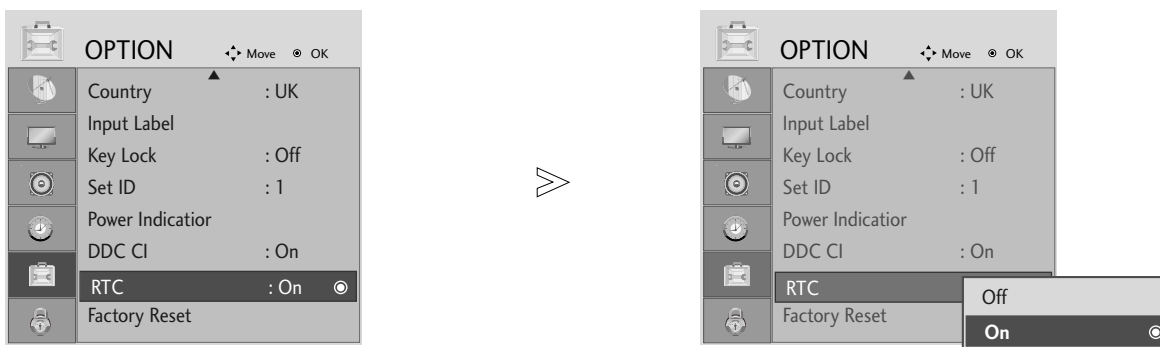 OPTION Move OK
Country : UK
Input Label
Key Lock : Off
Set ID : 1
Power Indicatior
DDC CI : On
RTC : On
Factory Reset
OPTION Move OK
Country : UK
Input Label
Key Lock : Off
Set ID : 1
Power Indicatior
DDC CI : On
RTC
Off
Factory Reset
On